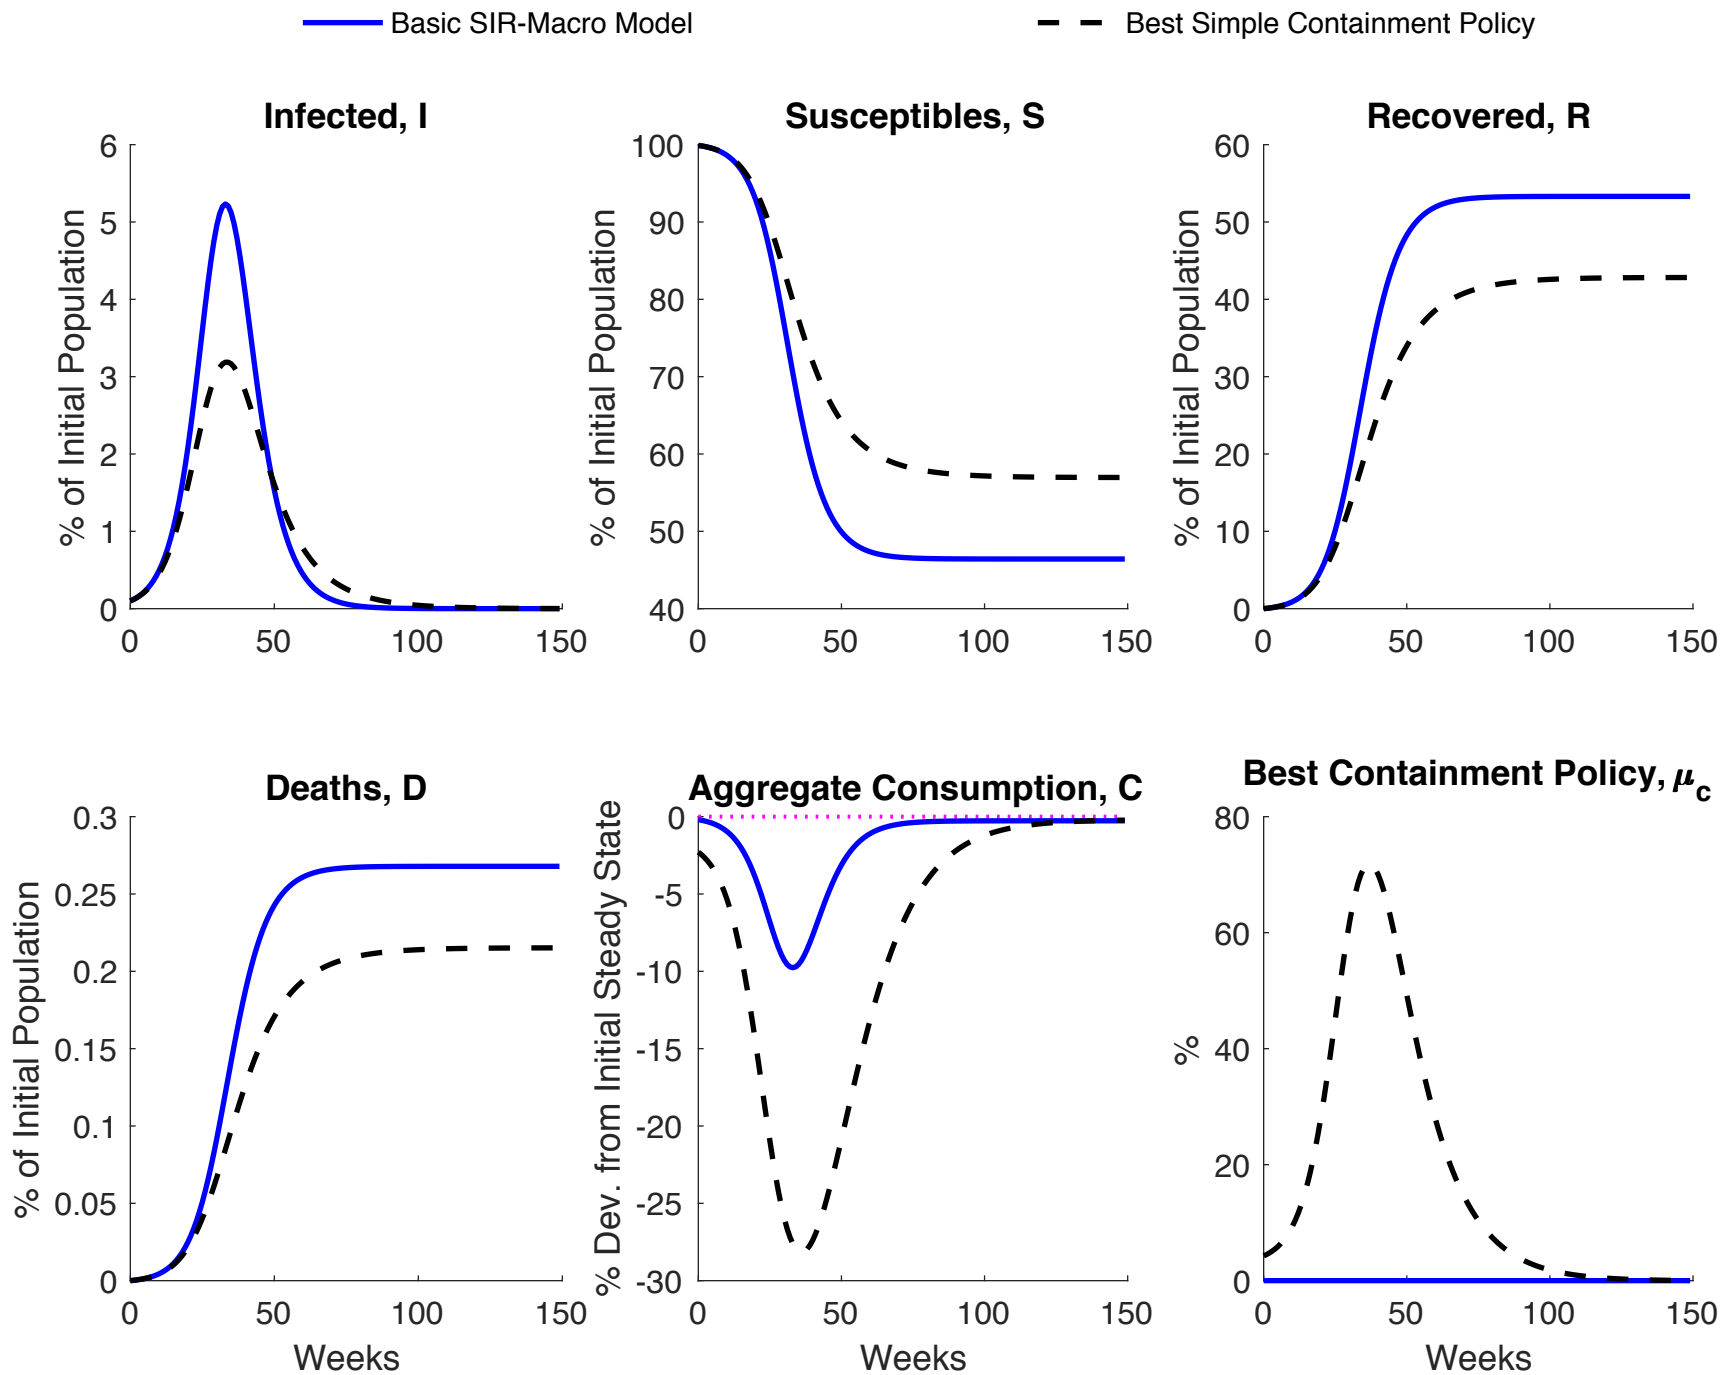 Basic SIR-Macro Model
Best Simple Containment Policy
Infected, I
% of Initial Population
6
5
4
3
2
1
0
0 50 100 150
Susceptibles, S
% of Initial Population
100
90
80
70
60
50
40
0 50 100 150
Recovered, R
% of Initial Population
60
50
40
30
20
10
0
0 50 100 150
Deaths, D
% of Initial Population
0.3
0.25
0.2
0.15
0.1
0.05
0
0 50 100 150
Weeks
Aggregate Consumption, C
% Dev. from Initial Steady State
0
-5
-10
-15
-20
-25
-30
0 50 100 150
Weeks
Best Containment Policy, μc
%
80
60
40
20
0
0 50 100 150
Weeks